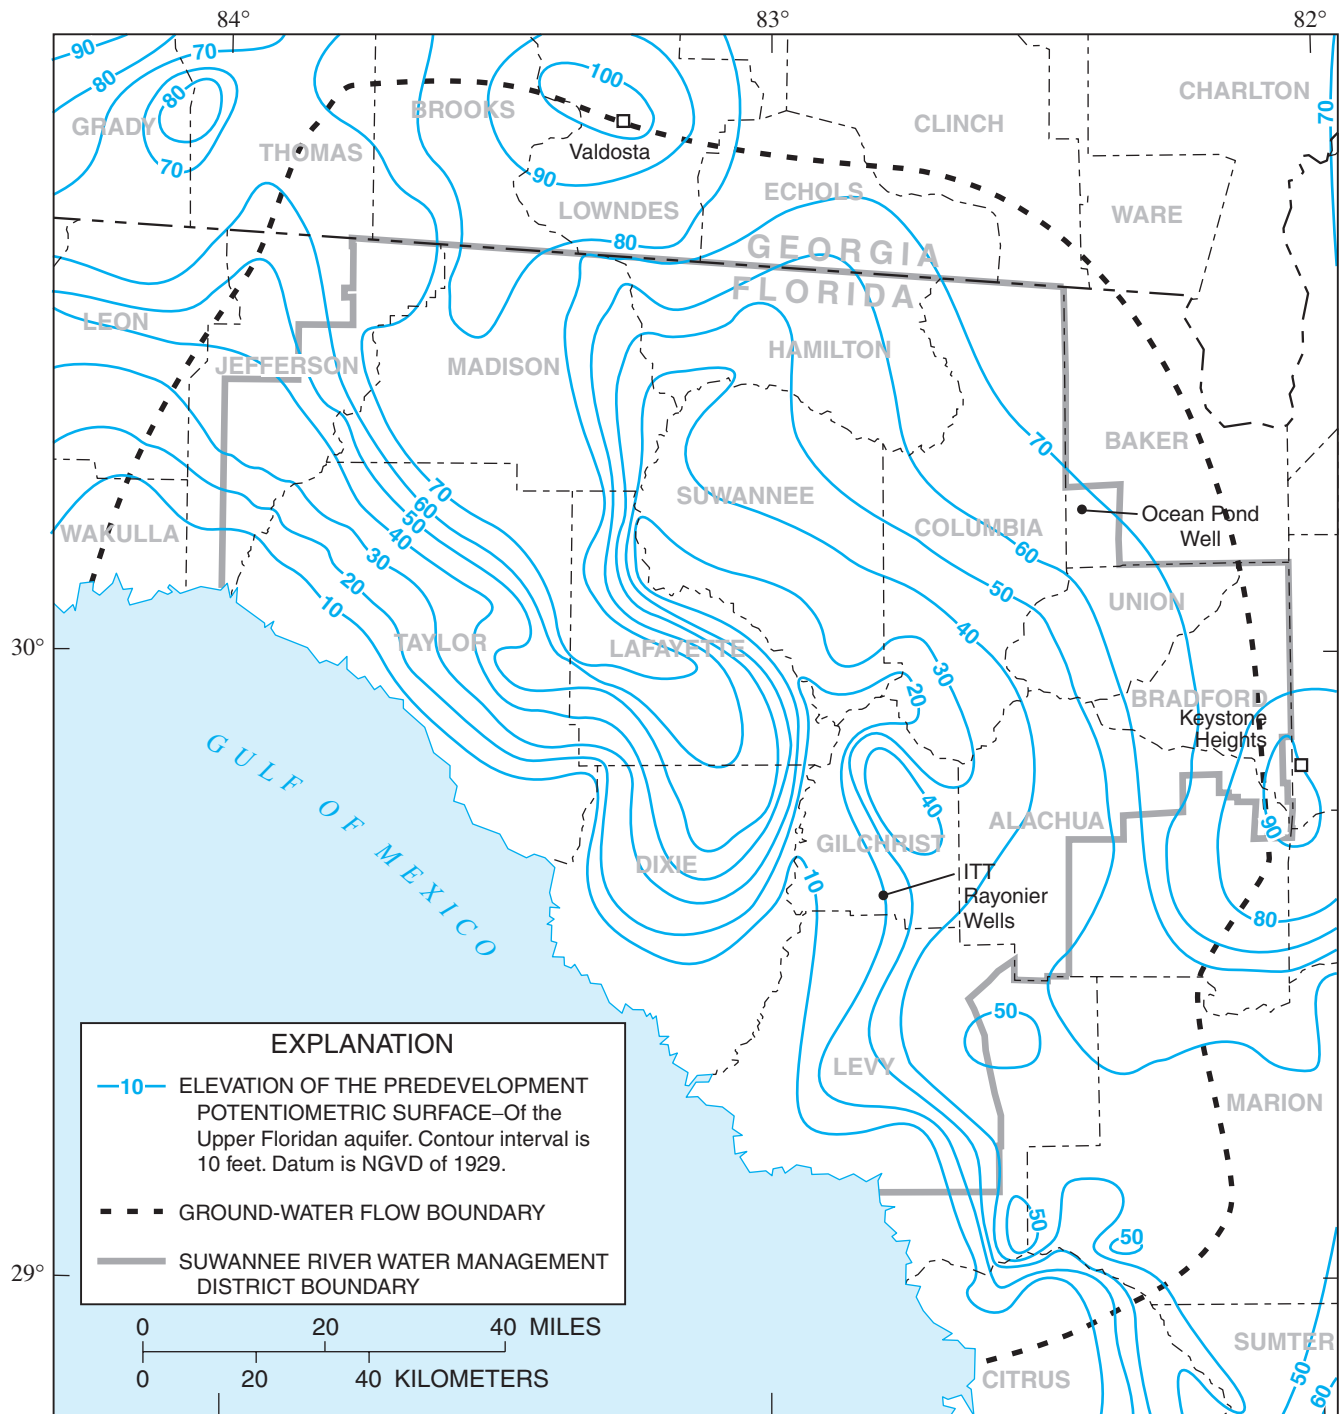 84°
83°
82°
90
70
80
80
100
70
CHARLTON
GRADY
BROOKS
CLINCH
THOMAS
Valdosta
70
90
ECHOLS
LOWNDES
WARE
80
GEORGIA
FLORIDA
LEON
HAMILTON
JEFFERSON
MADISON
70
BAKER
70
SUWANNEE
60
50
COLUMBIA
Ocean Pond
Well
WAKULLA
40
30
60
20
50
UNION
10
40
TAYLOR
30°
LAFAYETTE
30
20
BRADFORD
Keystone
Heights
GULF OF MEXICO
40
ALACHUA
90
GILCHRIST
DIXIE
10
ITT
Rayonier
Wells
80
50
EXPLANATION
10
ELEVATION OF THE PREDEVELOPMENT
POTENTIOMETRIC SURFACE–Of the
Upper Floridan aquifer. Contour interval is
10 feet. Datum is NGVD of 1929.
GROUND-WATER FLOW BOUNDARY
SUWANNEE RIVER WATER MANAGEMENT
DISTRICT BOUNDARY
LEVY
MARION
50
50
29°
0 20 40 MILES
0 20 40 KILOMETERS
SUMTER
CITRUS
50
60